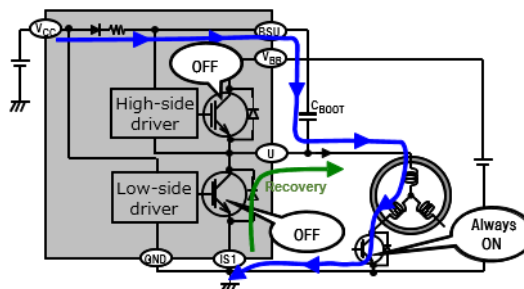 VCC
BSU
VBB
OFF
High-side
driver
CBOOT
U
Recovery
Low-side
driver
OFF
Always
ON
GND
IS1